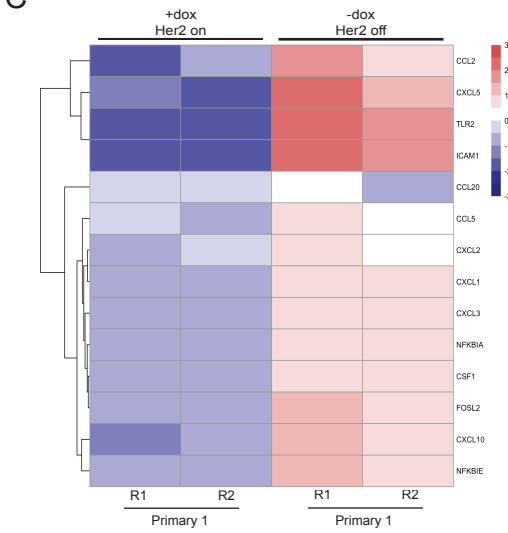 C
+dox
Her2 on
-dox
Her2 off
3
2
1
0
CCL2
CXCL5
TLR2
ICAM1
CCL20
CCL5
CXCL2
CXCL1
CXCL3
NFKBIA
CSF1
FOSL2
CXCL10
NFKBIE
R1 R2 R1 R2
Primary 1 Primary 1